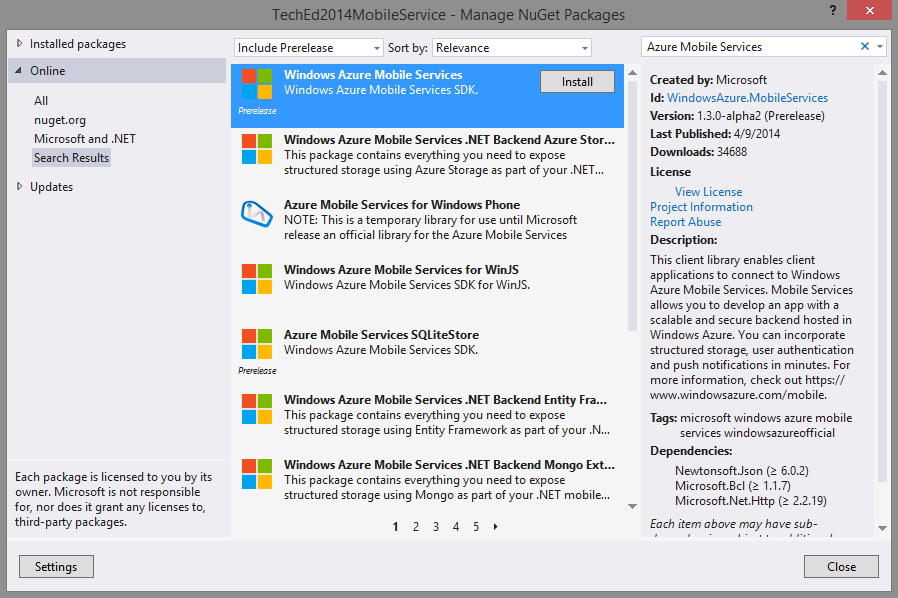 TechEd2014MobileService - Manage NuGet Packages
?
Installed packages
Online
All
nuget.org
Microsoft and .NET
Search Results
Updates
Each package is licensed to you by its
owner. Microsoft is not responsible
for, nor does it grant any licenses to,
third-party packages.
Include Prerelease
Sort by:
Relevance
Windows Azure Mobile Services
Windows Azure Mobile Services SDK.
Install
Prerelease
Windows Azure Mobile Services .NET Backend Azure Stor...
This package contains everything you need to expose
structured storage using Azure Storage as part of your .NET...
Azure Mobile Services for Windows Phone
NOTE: This is a temporary library for use until Microsoft
release an official library for the Azure Mobile Services
Windows Azure Mobile Services for WinJS
Windows Azure Mobile Services SDK for WinJS.
Azure Mobile Services SQLiteStore
Windows Azure Mobile Services SDK.
Prerelease
Windows Azure Mobile Services .NET Backend Entity Fra...
This package contains everything you need to expose
structured storage using Entity Framework as part of your .N...
Windows Azure Mobile Services .NET Backend Mongo Ext...
This package contains everything you need to expose
structured storage using Mongo as part of your .NET mobile...
1 2 3 4 5
Azure Mobile Services
Created by: Microsoft
Id: WindowsAzure.MobileServices
Version: 1.3.0-alpha2 (Prerelease)
Last Published: 4/9/2014
Downloads: 34688
License
View License
Project Information
Report Abuse
Description:
This client library enables client
applications to connect to Windows
Azure Mobile Services. Mobile Services
allows you to develop an app with a
scalable and secure backend hosted in
Windows Azure. You can incorporate
structured storage, user authentication
and push notifications in minutes. For
more information, check out https://
www.windowsazure.com/mobile.
Tags: microsoft windows azure mobile
services windowsazureofficial
Dependencies:
Newtonsoft.Json (≥ 6.0.2)
Microsoft.Bcl (≥ 1.1.7)
Microsoft.Net.Http (≥ 2.2.19)
Each item above may have sub-
Settings
Close